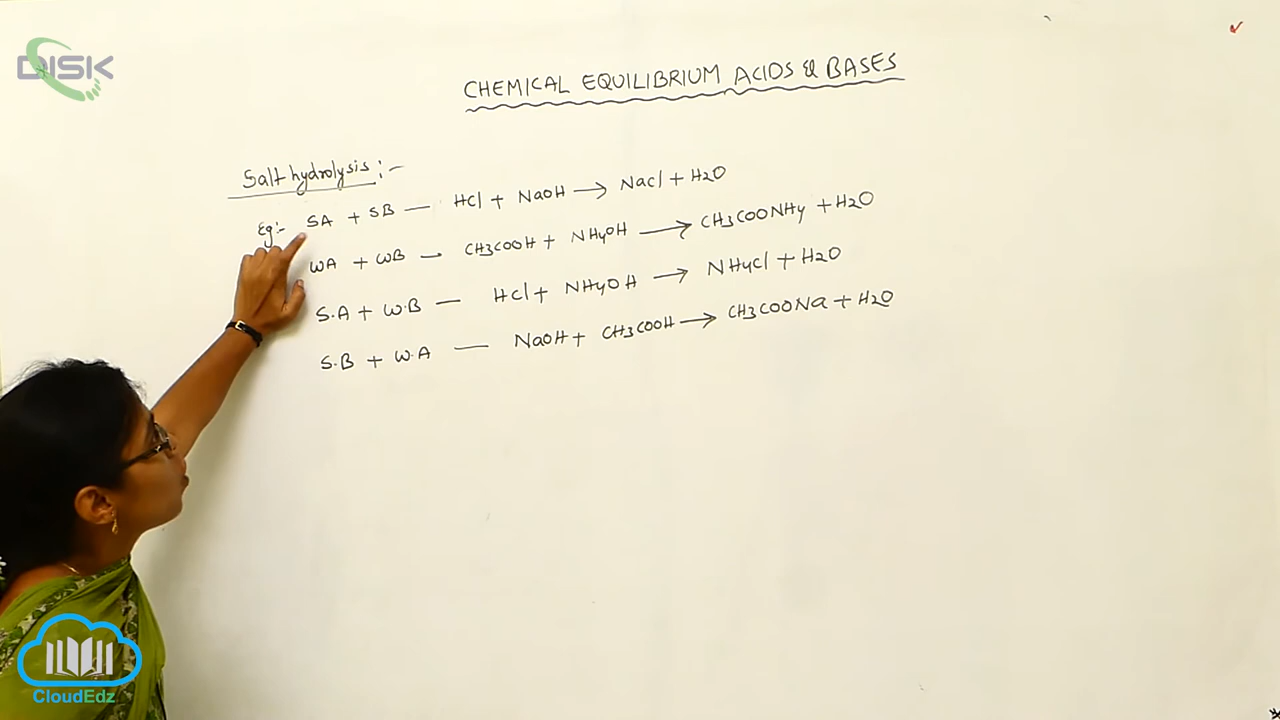 DISK
CHEMICAL EQUILIBRIUM ACIDS & BASES
Salt hydrolysis :-
Eg:- SA + SB — HCl + NaOH → NaCl + H2O
WA + WB — CH3COOH + NH4OH → CH3COONH4 + H2O
S.A + W.B — HCl + NH4OH → NH4Cl + H2O
S.B + W.A — NaOH + CH3COOH → CH3COONa + H2O
CloudEdz